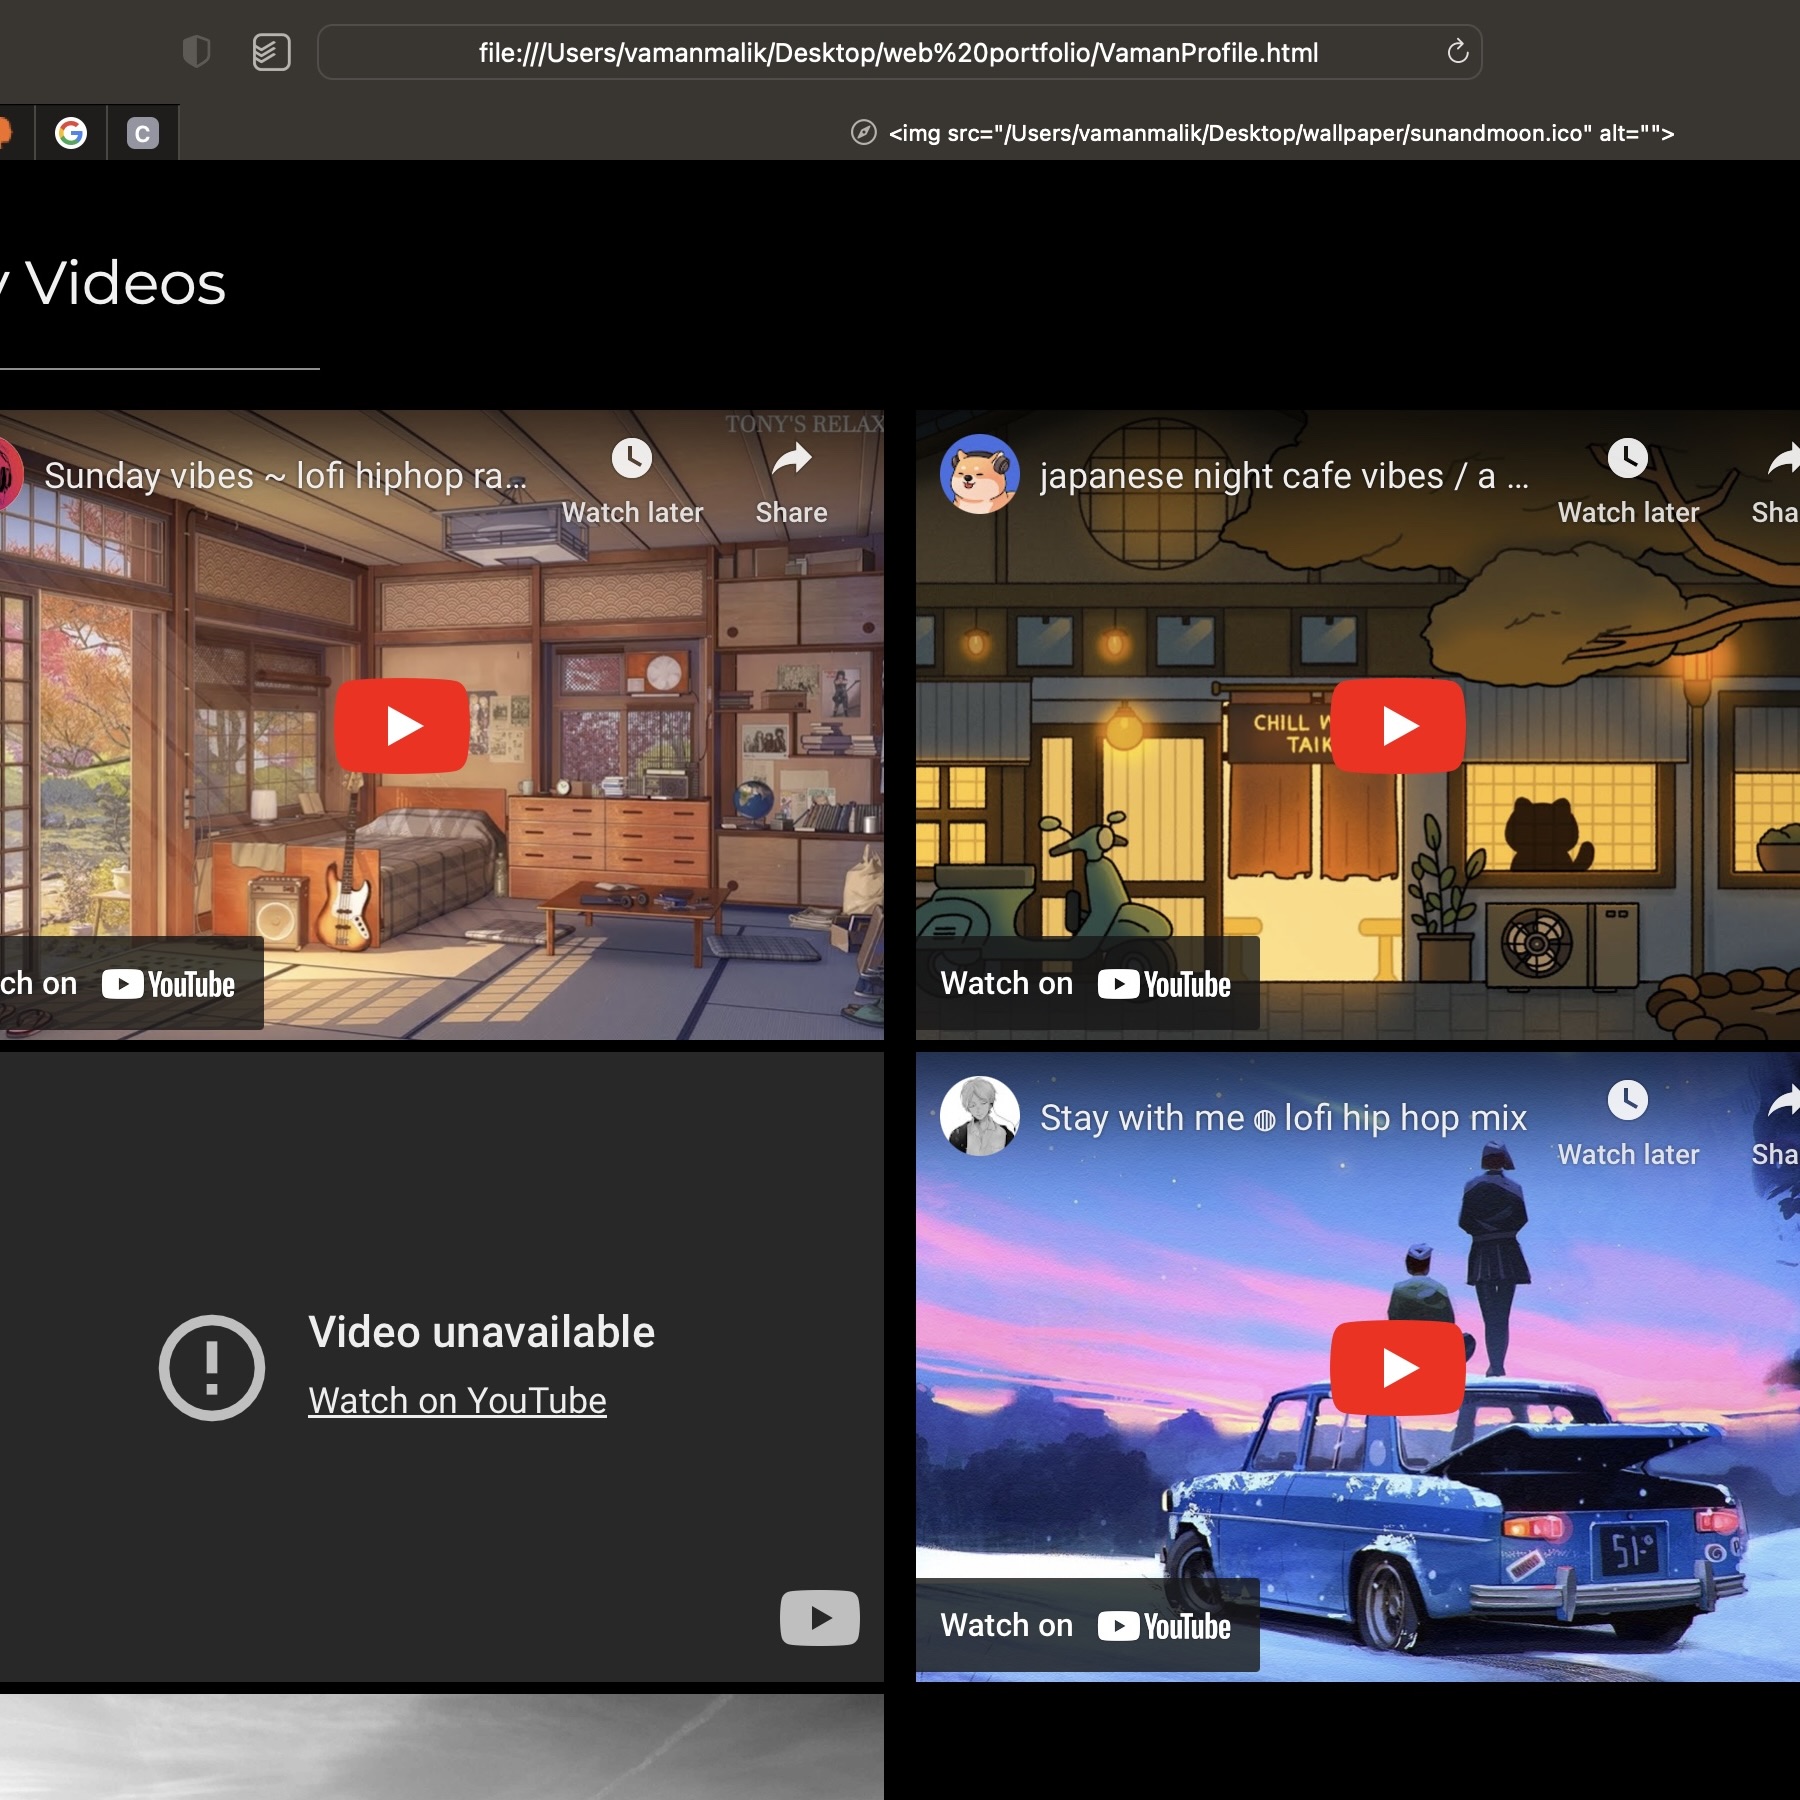 file:///Users/vamanmalik/Desktop/web%20portfolio/VamanProfile.html
C
<img src="/Users/vamanmalik/Desktop/wallpaper/sunandmoon.ico" alt="">
y Videos
TONY'S RELAX
Sunday vibes ~ lofi hiphop ra...
Watch later
Share
ch on YouTube
japanese night cafe vibes / a ...
Watch later
Sha
CHILL W
TAIK
Watch on YouTube
Video unavailable
Watch on YouTube
Stay with me ◍ lofi hip hop mix
Watch later
Sha
Watch on YouTube